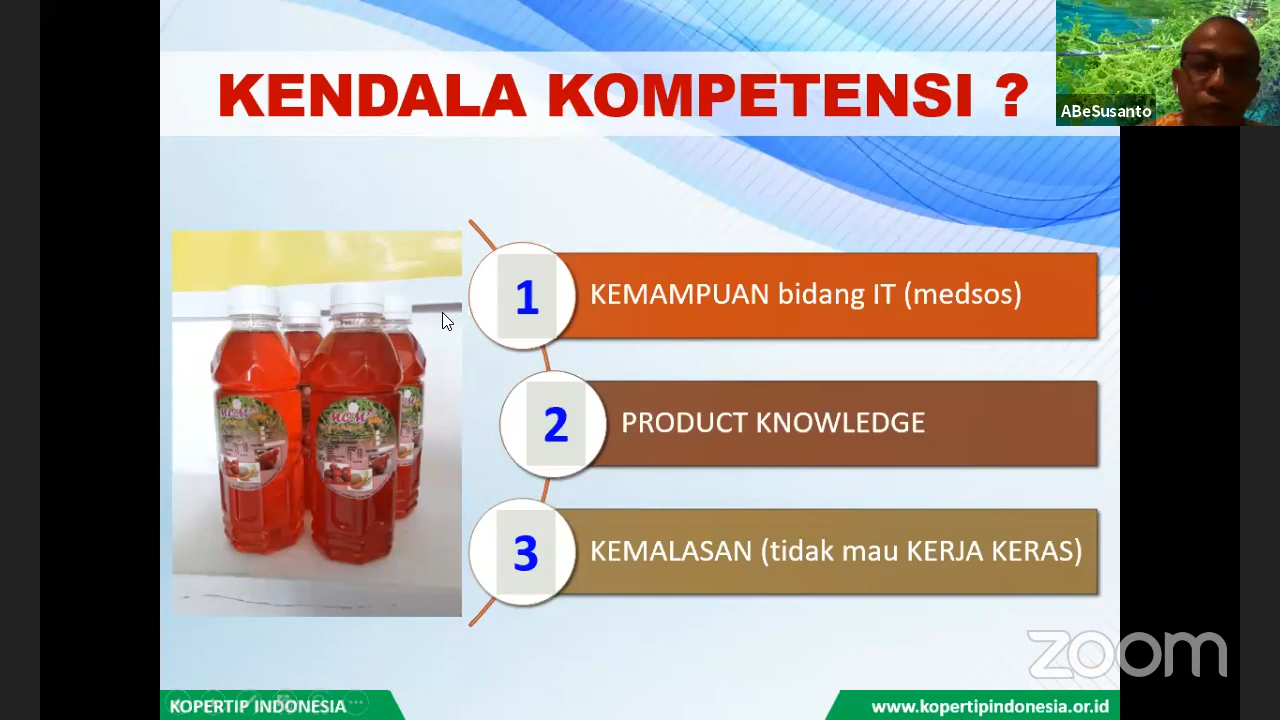 KENDALA KOMPETENSI ?
ABeSusanto
1
KEMAMPUAN bidang IT (medsos)
2
PRODUCT KNOWLEDGE
3
KEMALASAN (tidak mau KERJA KERAS)
zoom
KOPERTIP INDONESIA
www.kopertipindonesia.or.id